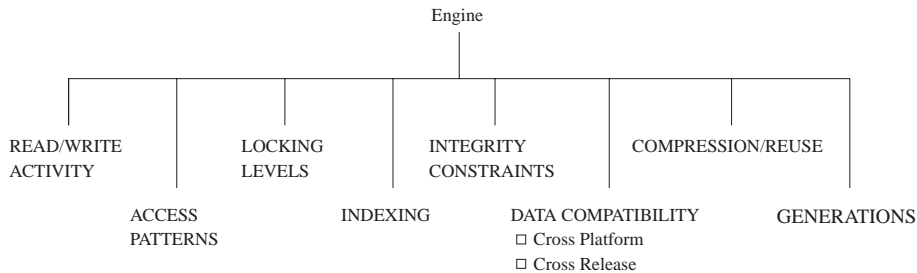 Engine
READ/WRITE
ACTIVITY
LOCKING
LEVELS
INTEGRITY
CONSTRAINTS
COMPRESSION/REUSE
ACCESS
PATTERNS
INDEXING
DATA COMPATIBILITY
□ Cross Platform
□ Cross Release
GENERATIONS